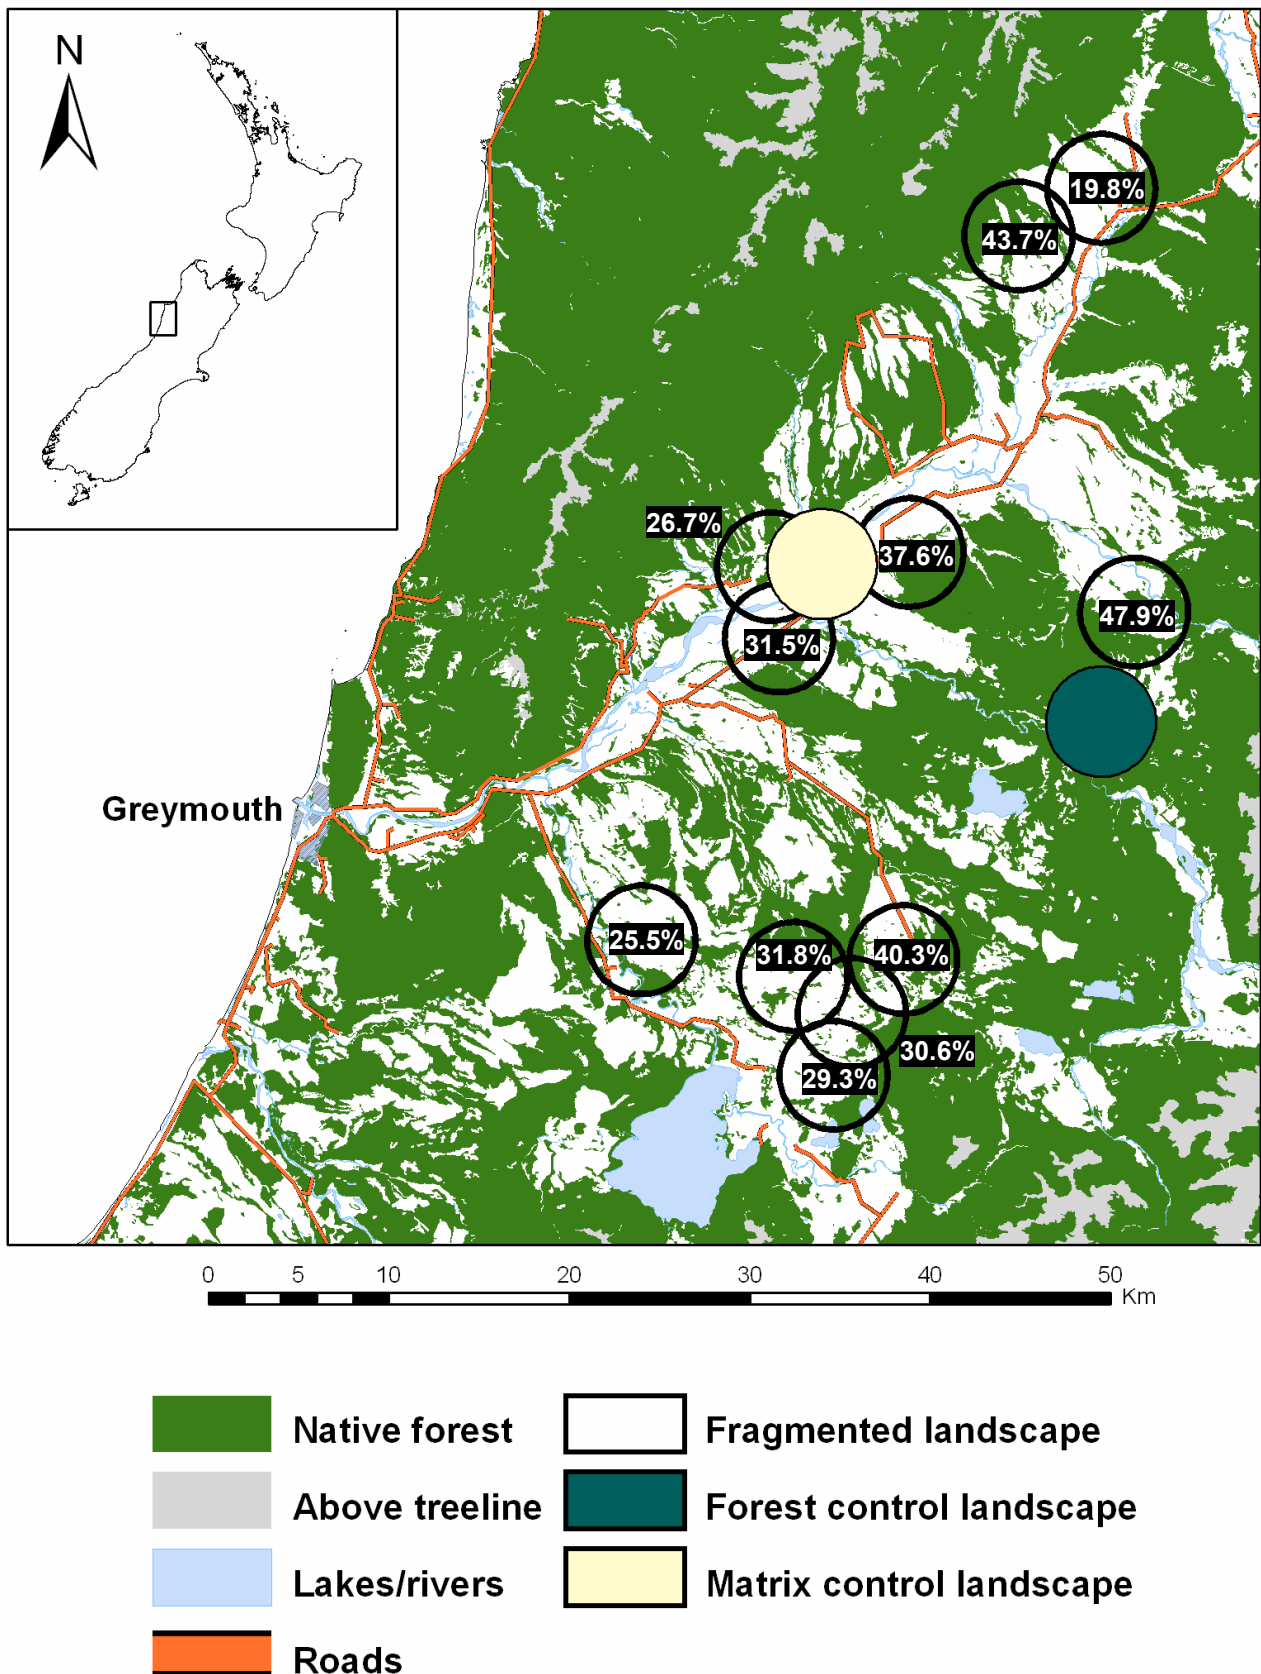 N
19.8%
43.7%
26.7%
37.6%
47.9%
31.5%
Greymouth
25.5%
31.8%
40.3%
30.6%
29.3%
0 5 10 20 30 40 50
Km
Native forest
Fragmented landscape
Above treeline
Forest control landscape
Lakes/rivers
Matrix control landscape
Roads